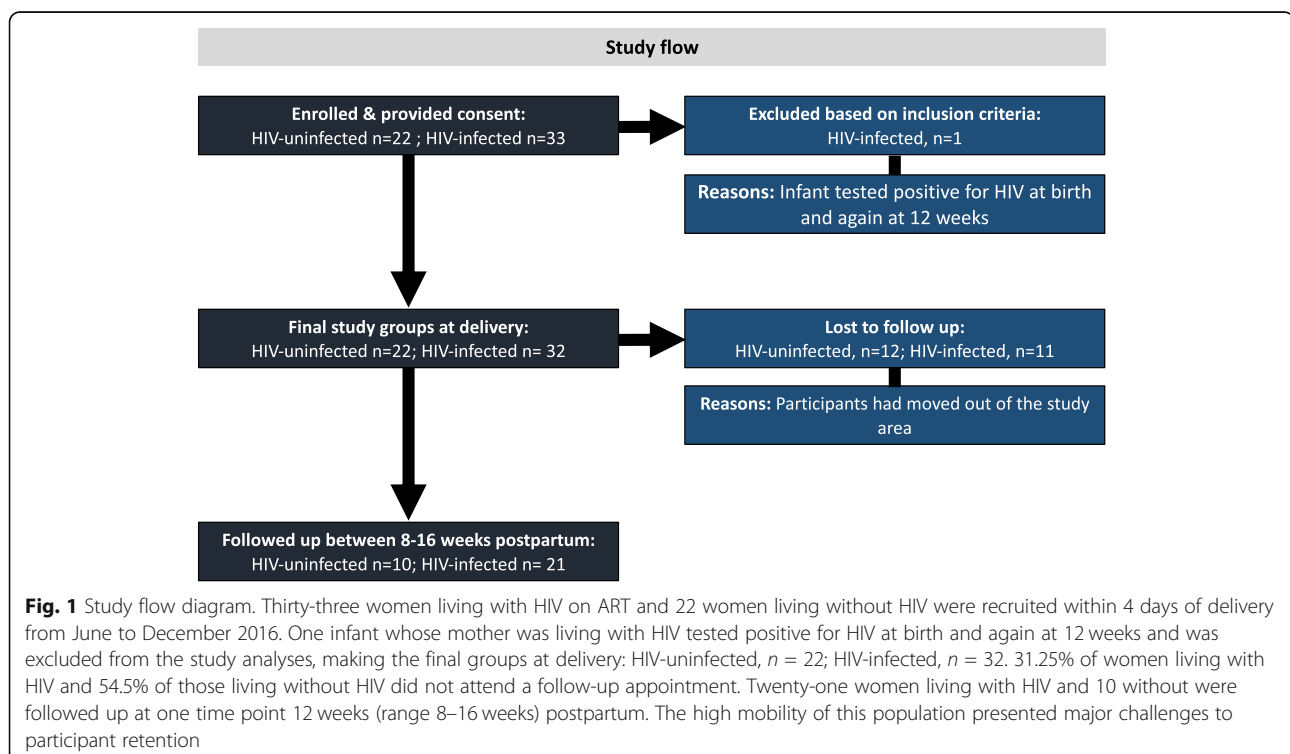 Study flow
Enrolled & provided consent:
HIV-uninfected n=22 ; HIV-infected n=33
Excluded based on inclusion criteria:
HIV-infected, n=1
Reasons: Infant tested positive for HIV at birth
and again at 12 weeks
Final study groups at delivery:
HIV-uninfected n=22; HIV-infected n= 32
Lost to follow up:
HIV-uninfected, n=12; HIV-infected, n=11
Reasons: Participants had moved out of the study
area
Followed up between 8-16 weeks postpartum:
HIV-uninfected n=10; HIV-infected n= 21
Fig. 1 Study flow diagram. Thirty-three women living with HIV on ART and 22 women living without HIV were recruited within 4 days of delivery
from June to December 2016. One infant whose mother was living with HIV tested positive for HIV at birth and again at 12 weeks and was
excluded from the study analyses, making the final groups at delivery: HIV-uninfected, n = 22; HIV-infected, n = 32. 31.25% of women living with
HIV and 54.5% of those living without HIV did not attend a follow-up appointment. Twenty-one women living with HIV and 10 without were
followed up at one time point 12 weeks (range 8–16 weeks) postpartum. The high mobility of this population presented major challenges to
participant retention